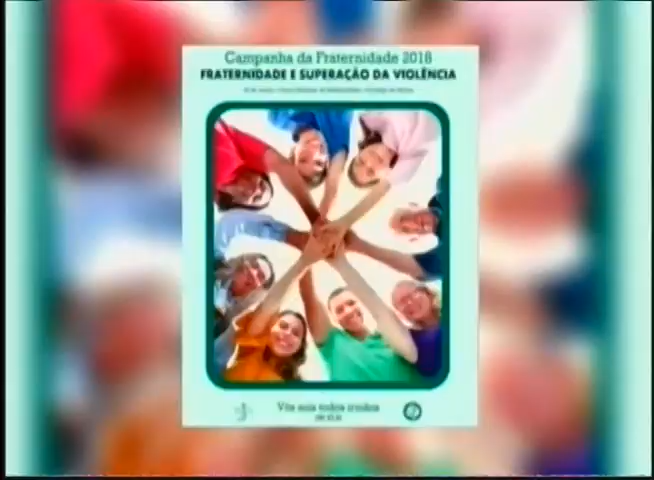 Campanha da Fraternidade 2018
FRATERNIDADE E SUPERAÇÃO DA VIOLÊNCIA
Vós sois todos irmãos